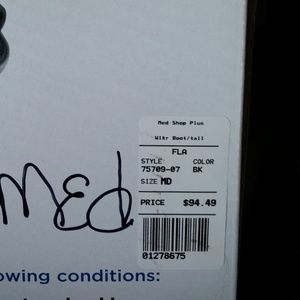 Med Shop Plus
Wlkr Boot/tall
FLA
STYLE COLOR
75709-07 BK
SIZE MD
PRICE $94.49
01278675
Med
owing conditions: